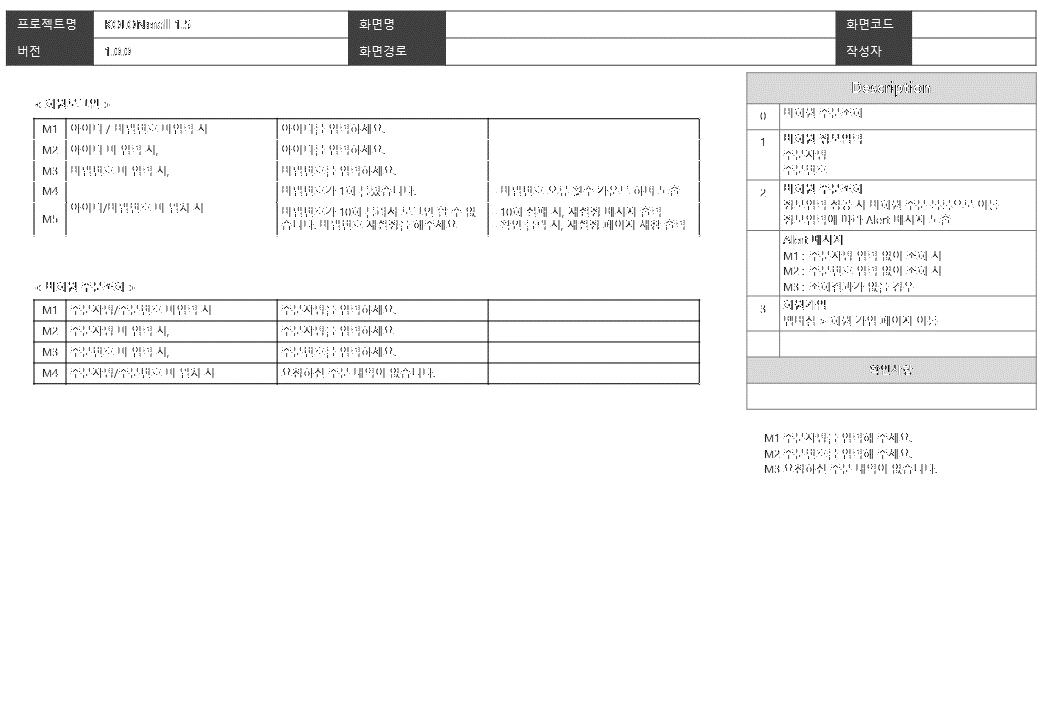 프로젝트명 KOLONmall 1.5 화면명 화면코드
버전 1.0.0 화면경로 작성자
< 회원로그인 >
M1 아이디 / 비밀번호 미입력 시 아이디를 입력하세요.
M2 아이디 미 입력 시, 아이디를 입력하세요.
M3 비밀번호 미 입력 시, 비밀번호를 입력하세요.
M4 비밀번호가 1회 틀렸습니다. - 비밀번호 오류 횟수 카운트 하며 노출
M5 아이디/비밀번호 미 일치 시 비밀번호가 10회 틀려서 로그인 할 수 없
습니다. 비밀번호 재설정을 해주세요. - 10회 실패 시, 재설정 메시지 출력
- 확인 클릭 시, 재설정 페이지 새창 출력
< 비회원 주문조회 >
M1 주문자명/주문번호 미입력 시 주문자명을 입력하세요.
M2 주문자명 미 입력 시, 주문자명을 입력하세요
M3 주문번호 미 입력 시, 주문번호를 입력하세요.
M4 주문자명/주문번호 미 일치 시 요청하신 주문 내역이 없습니다.
Description
0 비회원 주문조회
1 비회원 정보입력
주문자명
주문번호
2 비회원 주문조회
정보입력 성공 시 비회원 주문 목록으로 이동
정보입력에 따라 Alert 메시지 노출
Alert 메시지
M1 : 주문자명 입력 없이 조회 시
M2 : 주문번호 입력 없이 조회 시
M3 : 조회결과가 없을 경우
3 회원가입
멤버십 > 회원 가입 페이지 이동
확인사항
M1 주문자명을 입력해 주세요.
M2 주문번호를 입력해 주세요.
M3 요청하신 주문 내역이 없습니다.